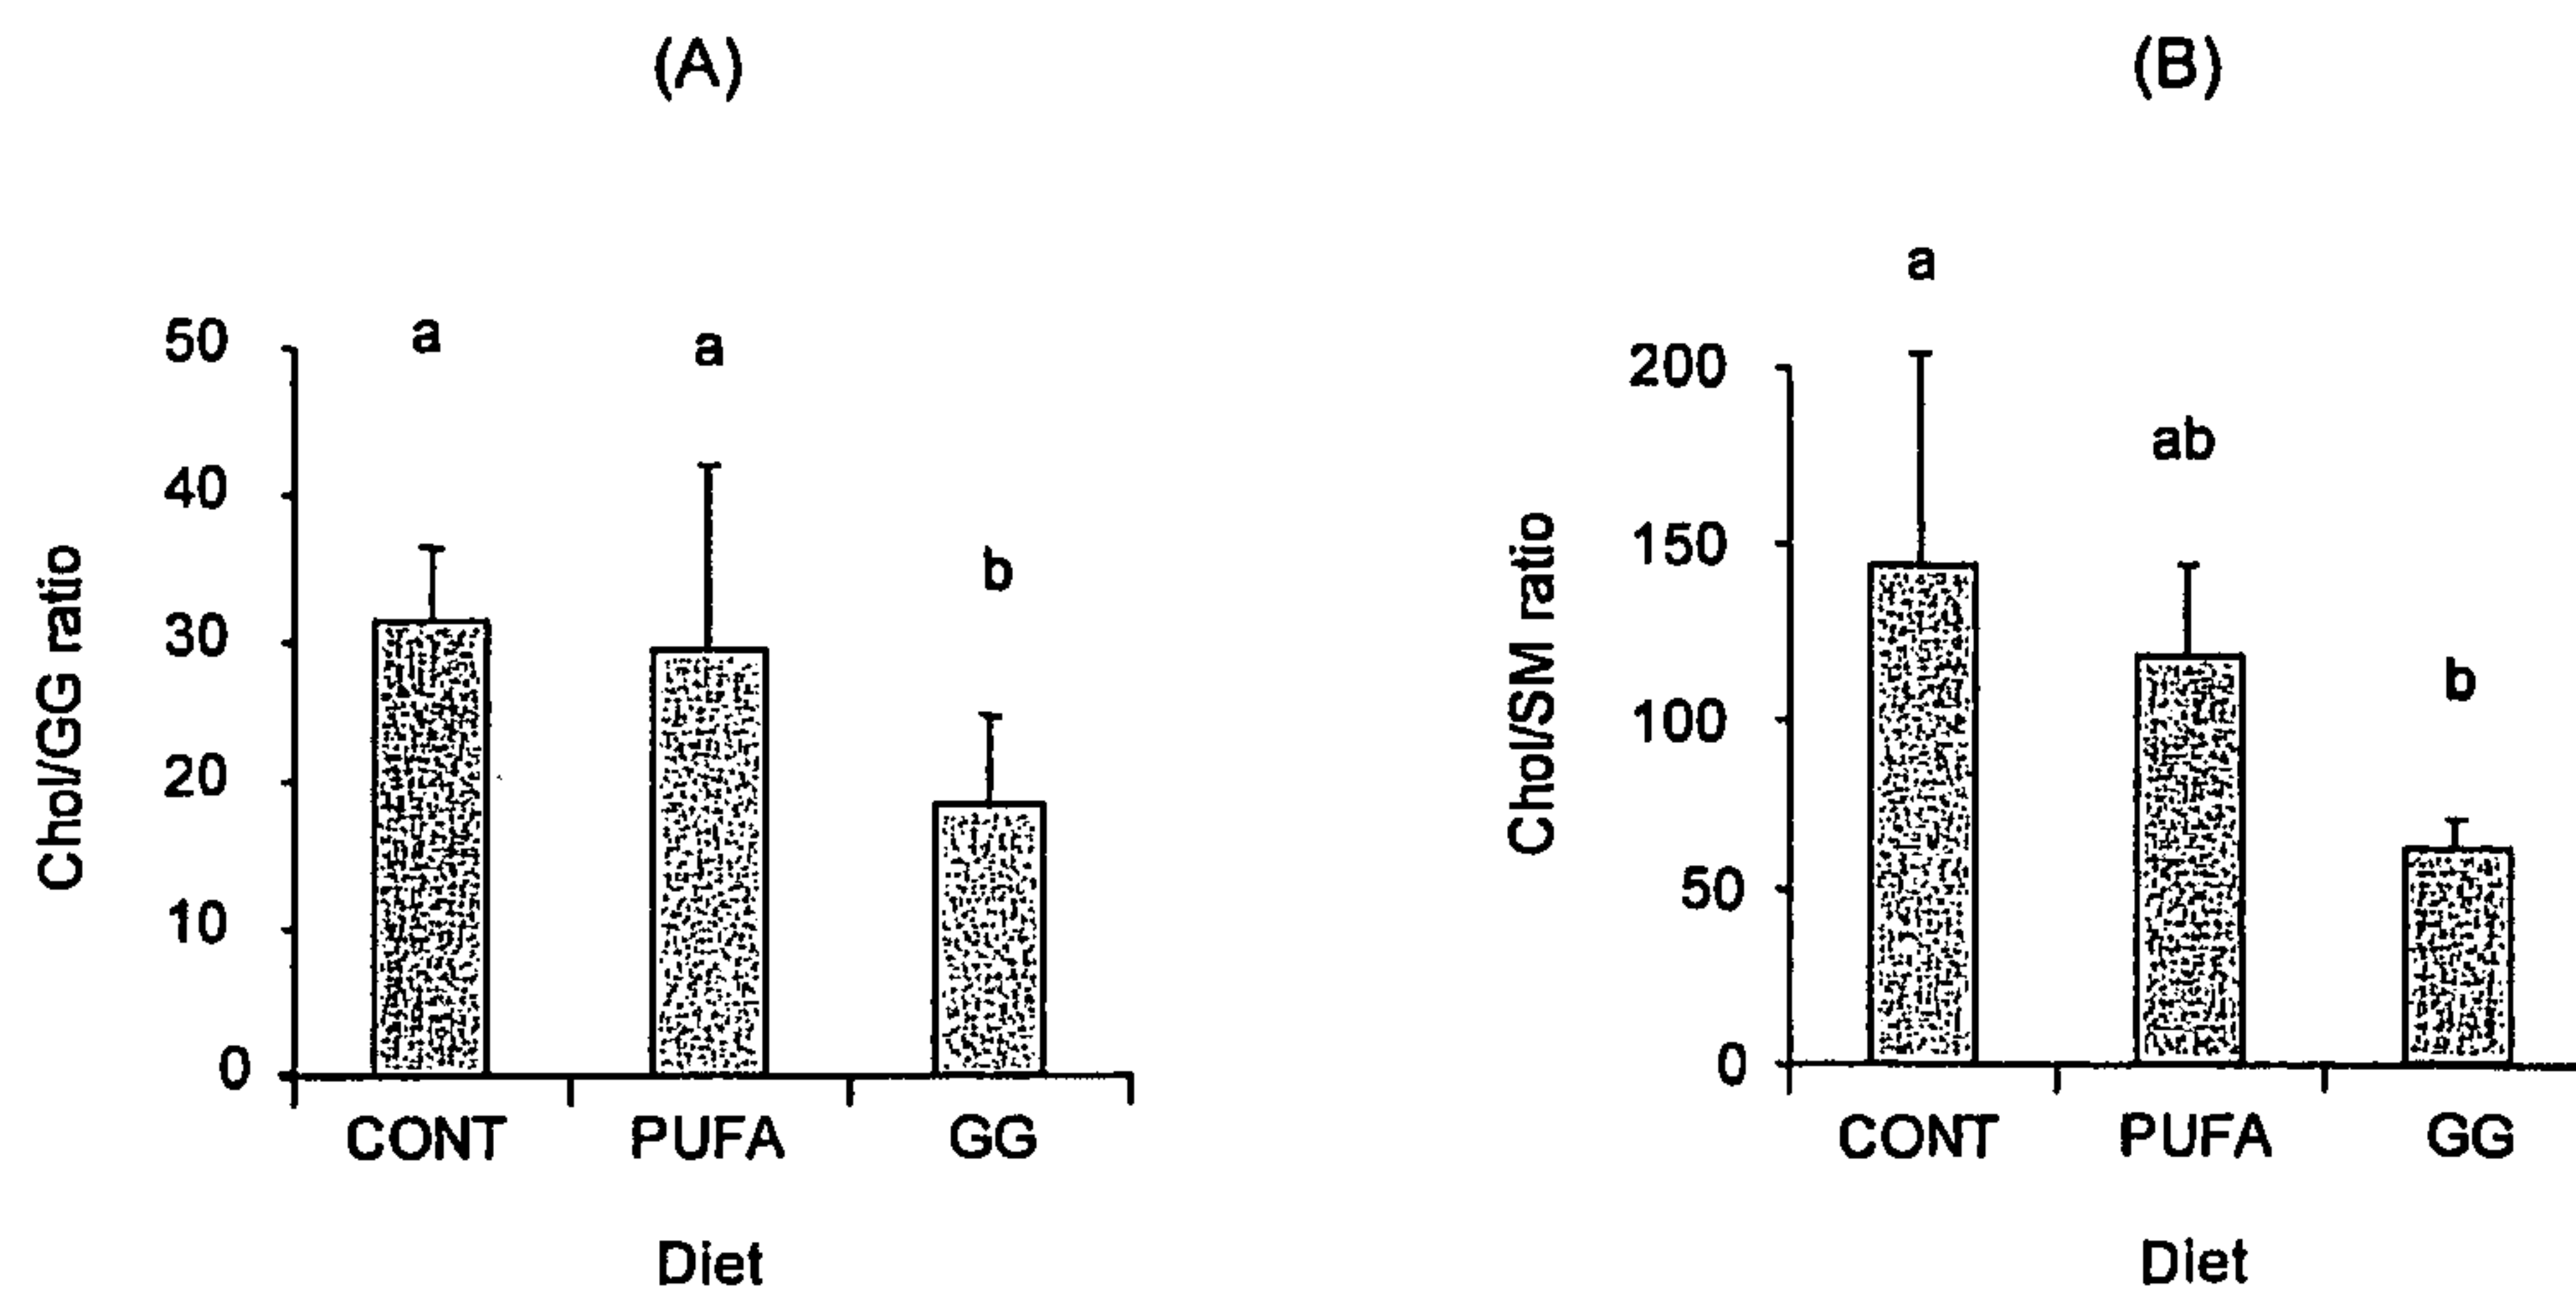 (A)
Chol/GG ratio
50
40
30
20
10
0
a
a
b
CONT PUFA GG
Diet
(B)
Chol/SM ratio
200
150
100
50
0
a
ab
b
CONT PUFA GG
Diet